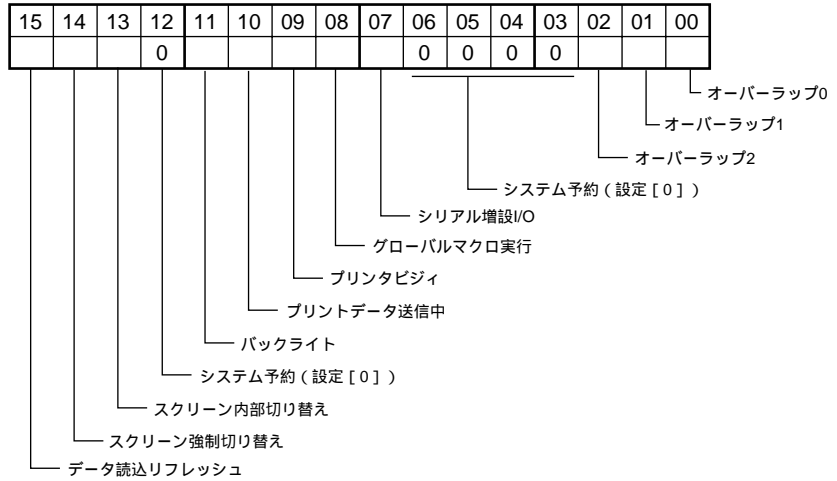 15 14 13 12 11 10 09 08 07 06 05 04 03 02 01 00
0 0 0 0 0
オーバーラップ0
オーバーラップ1
オーバーラップ2
システム予約（設定［0］）
シリアル増設I/O
グローバルマクロ実行
プリンタビジィ
プリントデータ送信中
バックライト
システム予約（設定［0］）
スクリーン内部切り替え
スクリーン強制切り替え
データ読込リフレッシュ